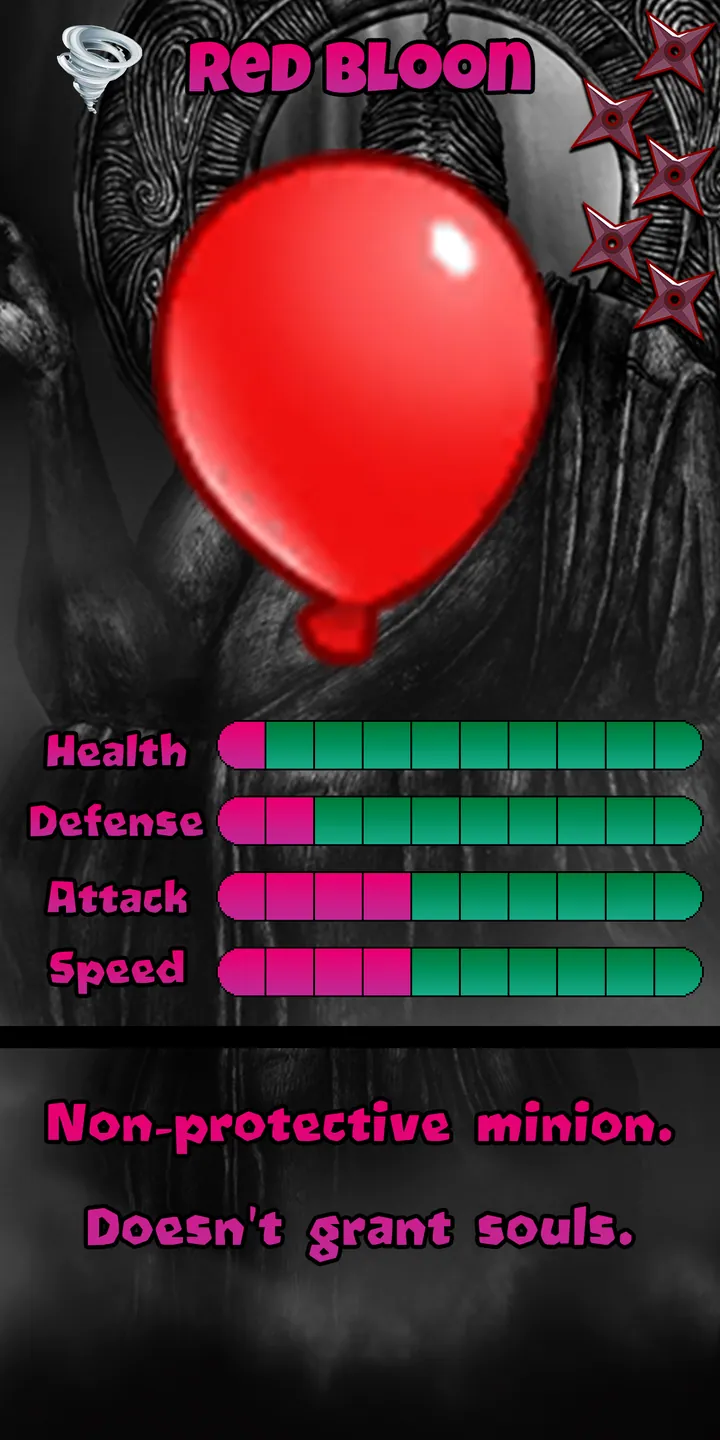 Red Bloon
Health
Defense
Attack
Speed
Non-protective minion.
Doesn't grant souls.